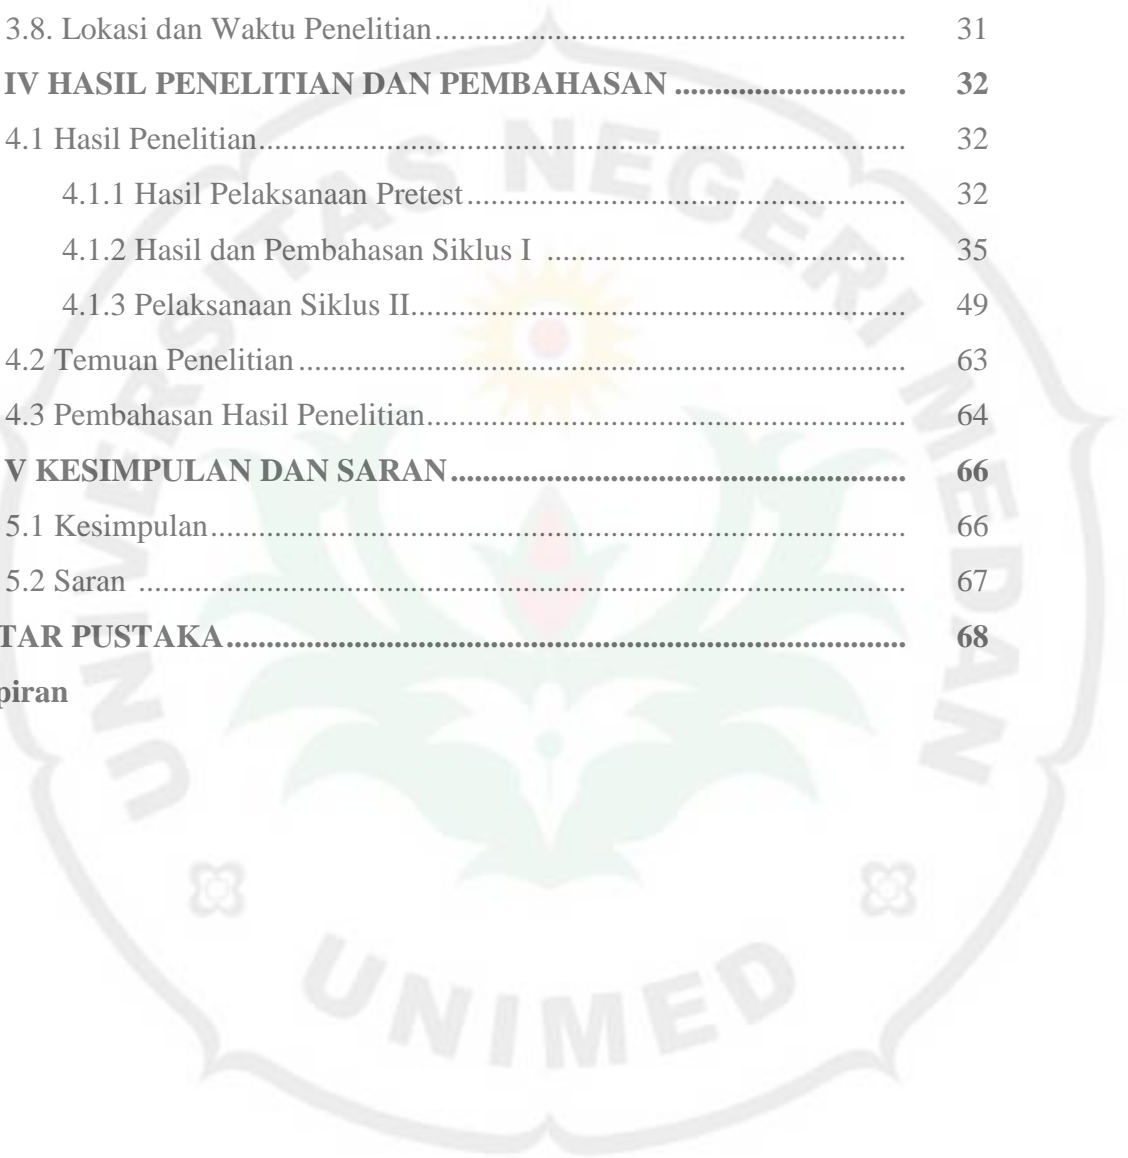 3.8. Lokasi dan Waktu Penelitian........................................................... 31
IV HASIL PENELITIAN DAN PEMBAHASAN ............................. 32
4.1 Hasil Penelitian................................................................................. 32
4.1.1 Hasil Pelaksanaan Pretest....................................................... 32
4.1.2 Hasil dan Pembahasan Siklus I ............................................. 35
4.1.3 Pelaksanaan Siklus II.............................................................. 49
4.2 Temuan Penelitian ............................................................................ 63
4.3 Pembahasan Hasil Penelitian............................................................ 64
V KESIMPULAN DAN SARAN......................................................... 66
5.1 Kesimpulan....................................................................................... 66
5.2 Saran ................................................................................................ 67
TAR PUSTAKA..................................................................................... 68
piran
UNIVERSITAS NEGERI MEDAN
UNIMED